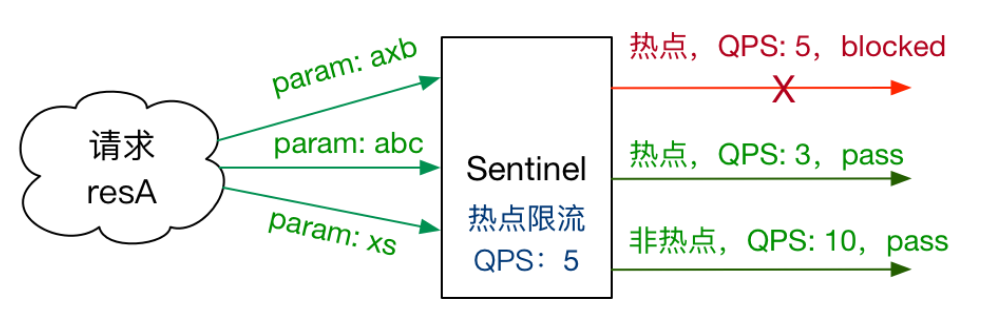 请求
resA
param: axb
param: abc
param: xs
Sentinel
热点限流
QPS：5
热点，QPS: 5，blocked
X
热点，QPS: 3，pass
非热点，QPS: 10，pass